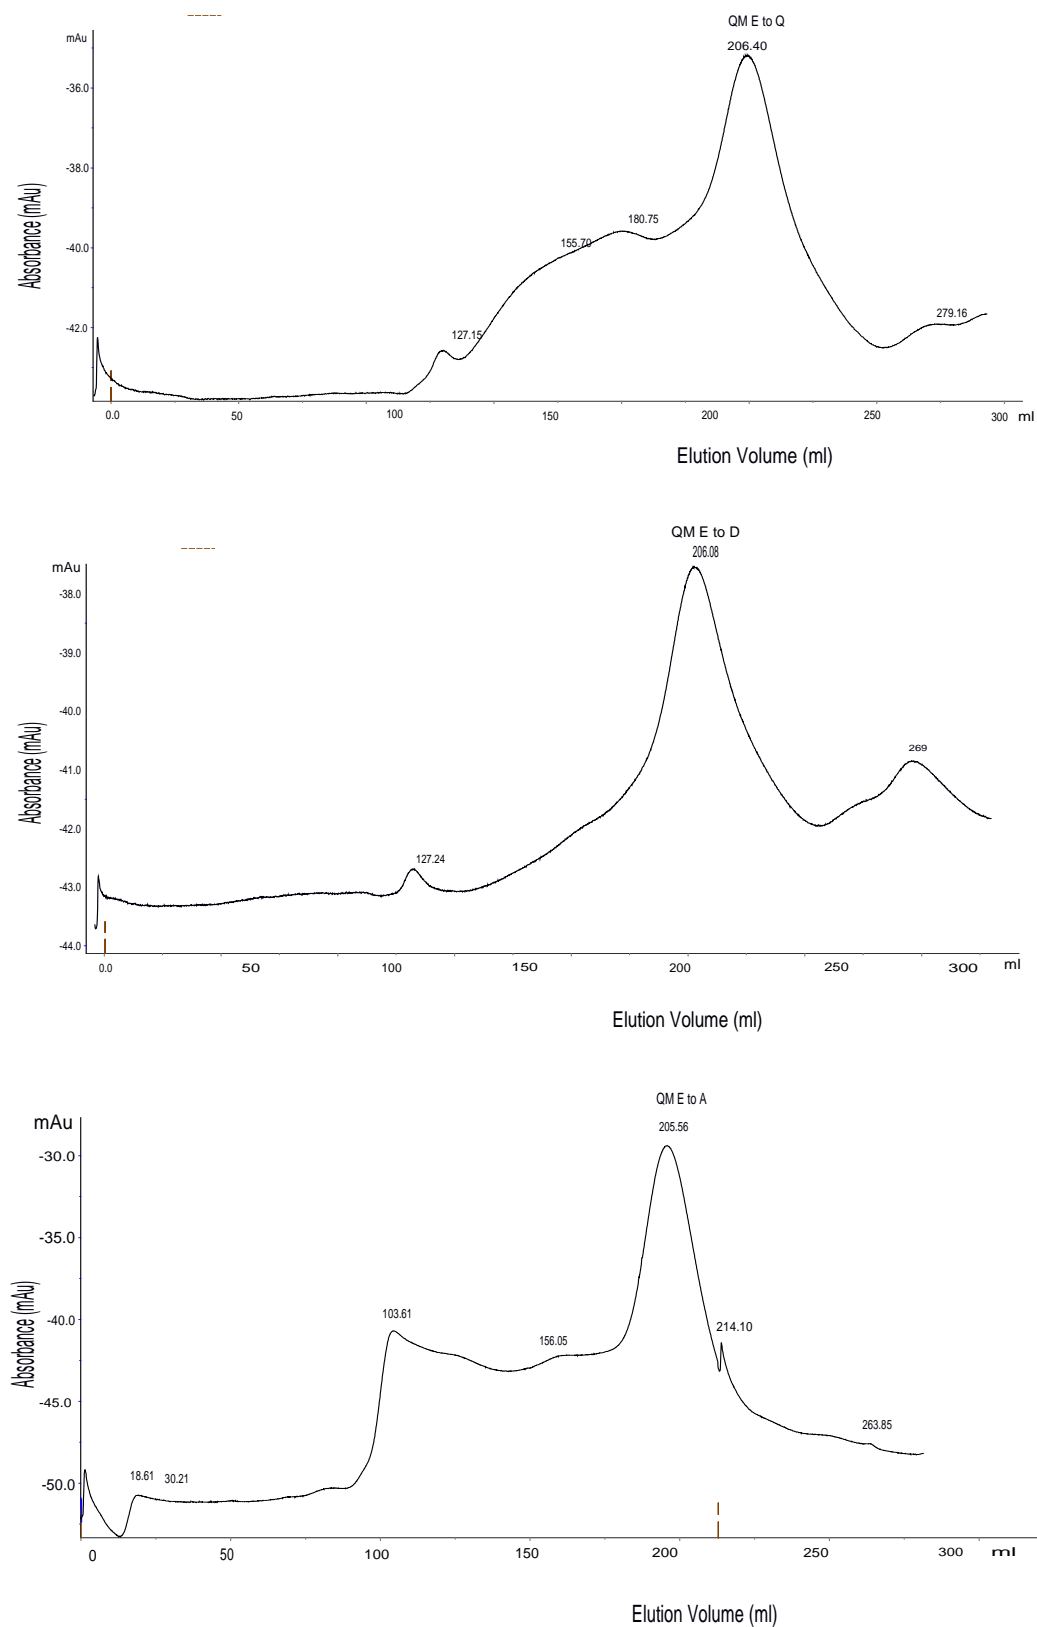 QM E to Q
mAu
206.40
-36.0
-38.0
180.75
155.70
-40.0
Absorbance (mAu)
127.15
279.16
-42.0
0.0 50 100 150 200 250 300 ml
Elution Volume (ml)
QM E to D
206.08
mAu
-38.0
-39.0
-40.0
269
-41.0
Absorbance (mAu)
-42.0
127.24
-43.0
-44.0
0.0 50 100 150 200 250 300 ml
Elution Volume (ml)
QM E to A
mAu
205.56
-30.0
-35.0
103.61
-40.0
214.10
156.05
Absorbance (mAu)
-45.0
263.85
18.61 30.21
-50.0
0 50 100 150 200 250 300 ml
Elution Volume (ml)